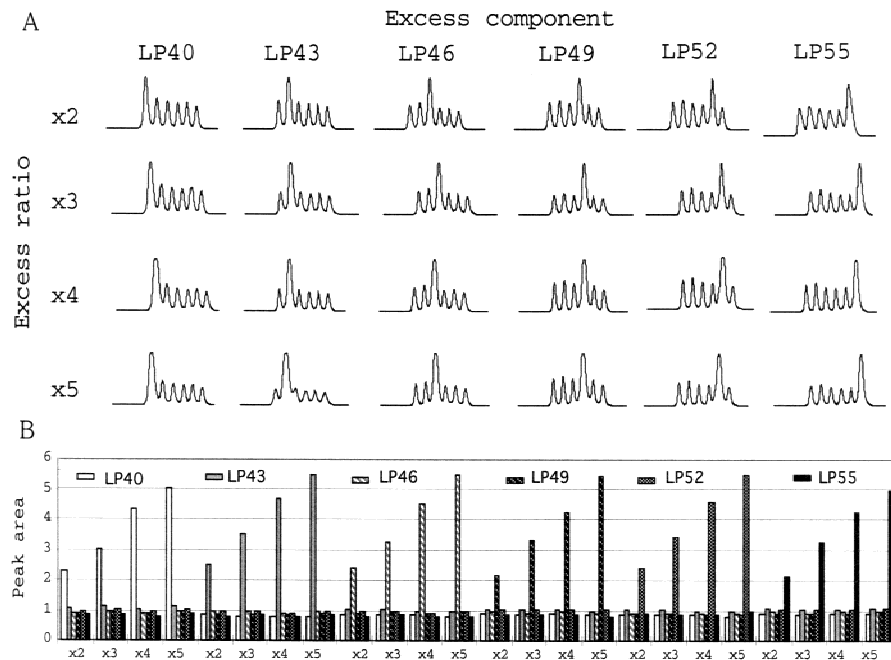 A
Excess component
LP40 LP43 LP46 LP49 LP52 LP55
Excess ratio
x2
x3
x4
x5
B
Peak area
6
5
4
3
2
1
0
LP40 LP43 LP46 LP49 LP52 LP55
x2 x3 x4 x5 x2 x3 x4 x5 x2 x3 x4 x5 x2 x3 x4 x5 x2 x3 x4 x5 x2 x3 x4 x5